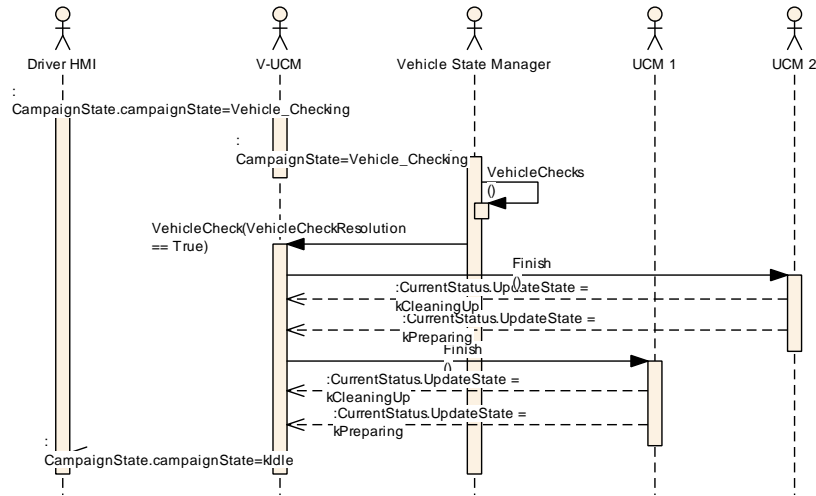 Driver HMI
V-UCM
Vehicle State Manager
UCM 1
UCM 2
:
CampaignState.campaignState=Vehicle_Checking
:
CampaignState=Vehicle_Checking
VehicleChecks
()
VehicleCheck(VehicleCheckResolution
== True)
Finish
()
:CurrentStatus.UpdateState =
kCleaningUp
:CurrentStatus.UpdateState =
kPreparing
Finish
()
:CurrentStatus.UpdateState =
kCleaningUp
:CurrentStatus.UpdateState =
kPreparing
:
CampaignState.campaignState=kIdle